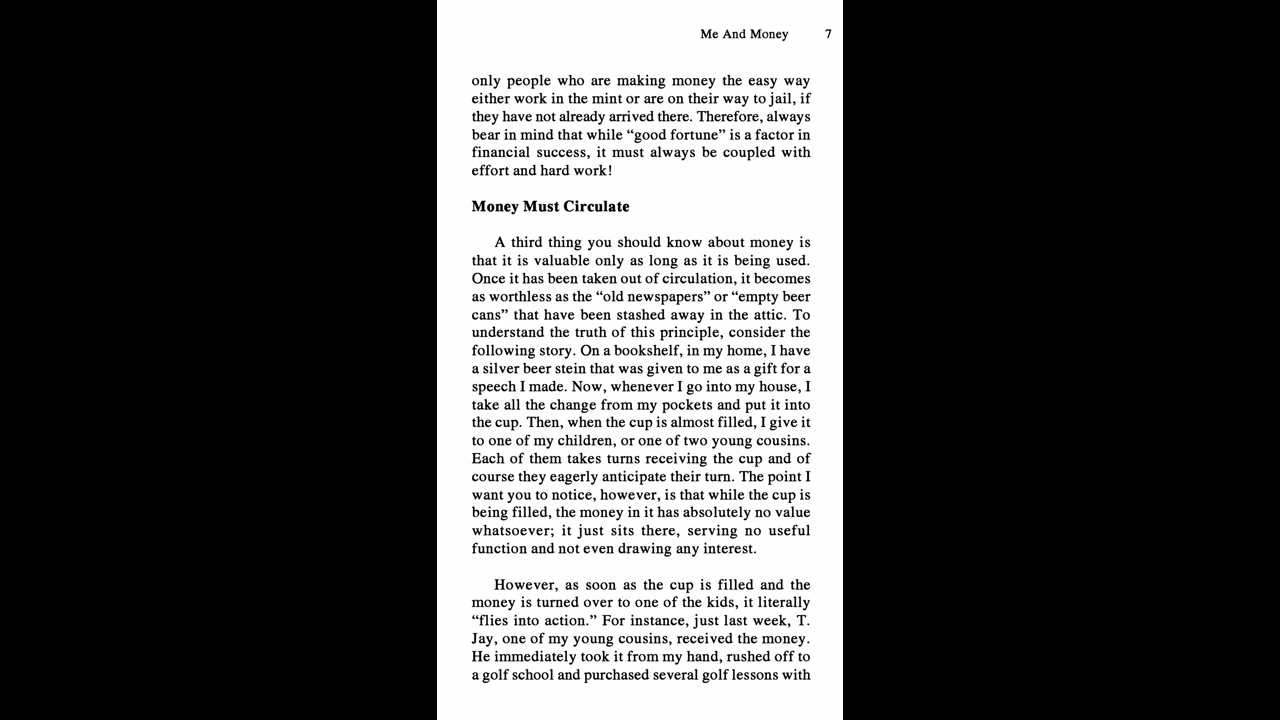 Me And Money 7
only people who are making money the easy way
either work in the mint or are on their way to jail, if
they have not already arrived there. Therefore, always
bear in mind that while “good fortune” is a factor in
financial success, it must always be coupled with
effort and hard work!
Money Must Circulate
A third thing you should know about money is
that it is valuable only as long as it is being used.
Once it has been taken out of circulation, it becomes
as worthless as the “old newspapers” or “empty beer
cans” that have been stashed away in the attic. To
understand the truth of this principle, consider the
following story. On a bookshelf, in my home, I have
a silver beer stein that was given to me as a gift for a
speech I made. Now, whenever I go into my house, I
take all the change from my pockets and put it into
the cup. Then, when the cup is almost filled, I give it
to one of my children, or one of two young cousins.
Each of them takes turns receiving the cup and of
course they eagerly anticipate their turn. The point I
want you to notice, however, is that while the cup is
being filled, the money in it has absolutely no value
whatsoever; it just sits there, serving no useful
function and not even drawing any interest.
However, as soon as the cup is filled and the
money is turned over to one of the kids, it literally
“flies into action.” For instance, just last week, T.
Jay, one of my young cousins, received the money.
He immediately took it from my hand, rushed off to
a golf school and purchased several golf lessons with